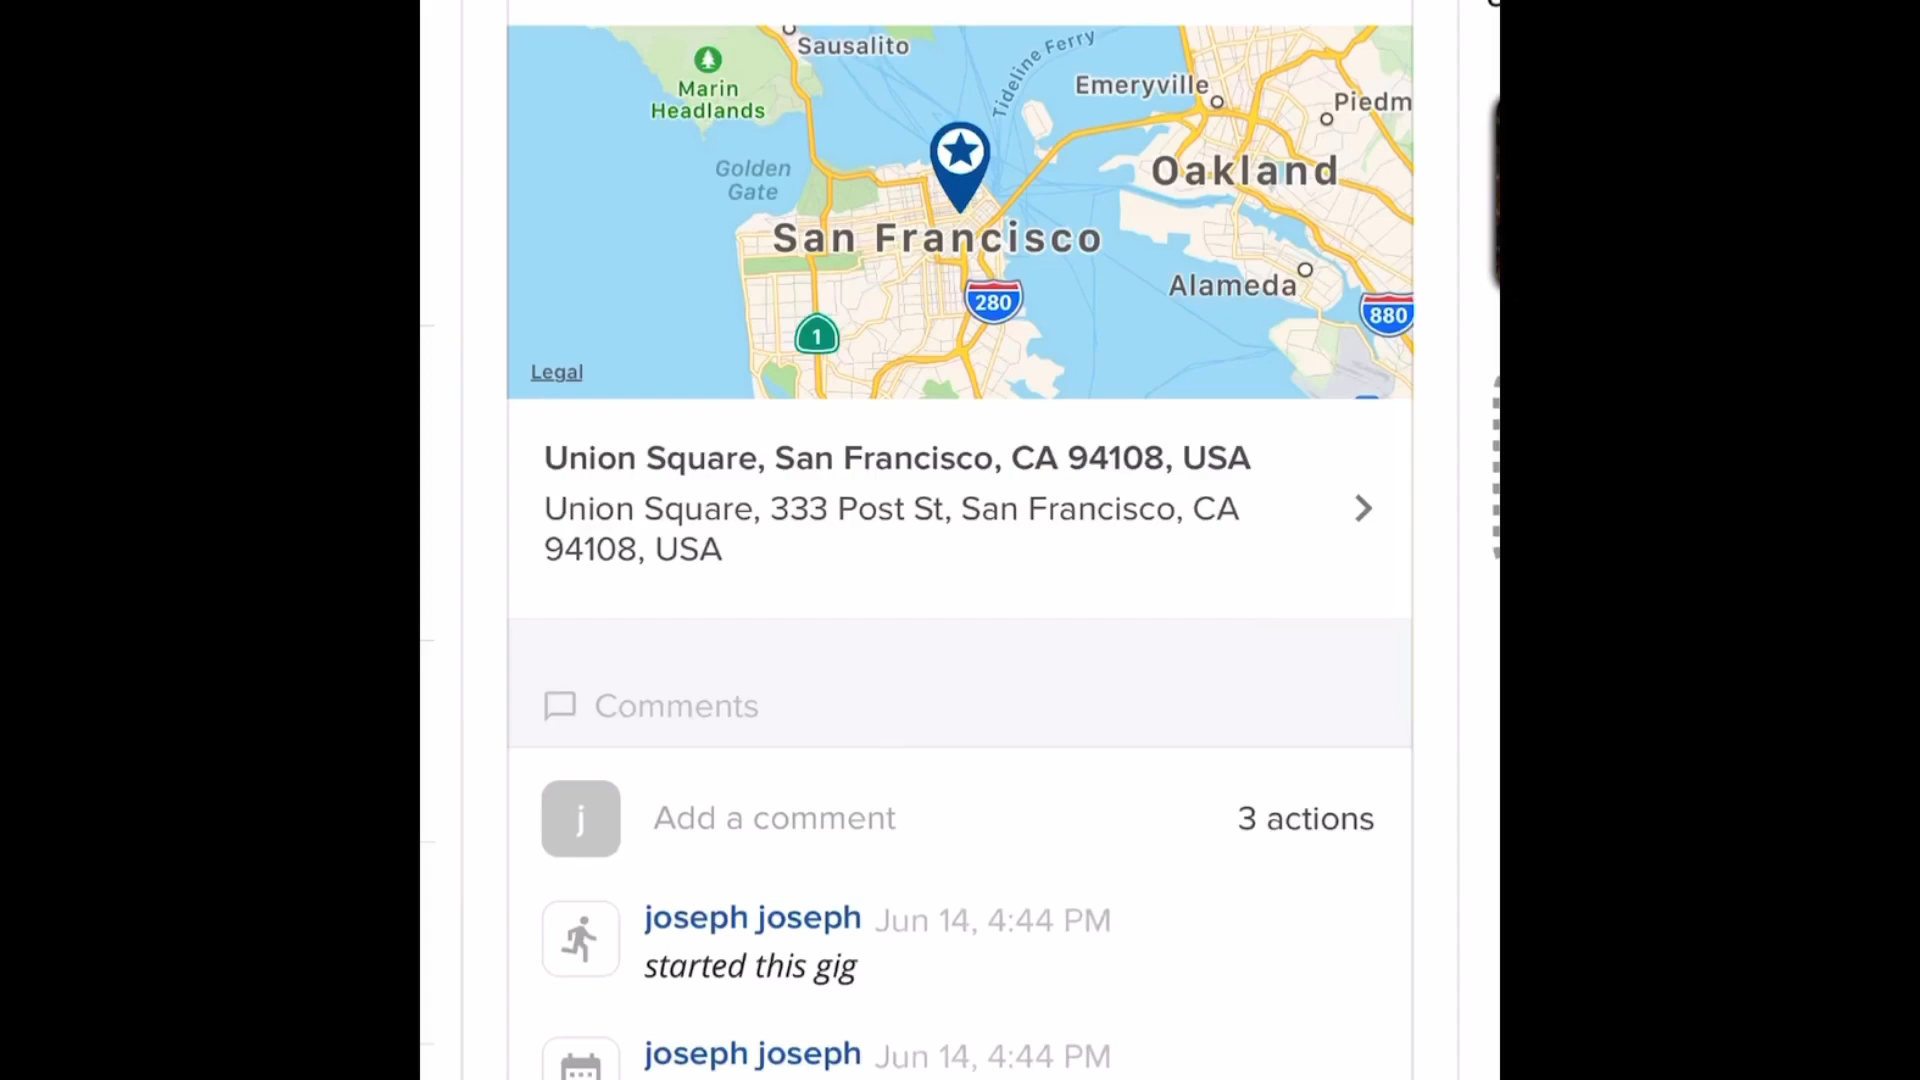 Sausalito
Tideline Ferry
Emeryville
Marin
Headlands
Piedm
Golden
Gate
Oakland
San Francisco
Alameda
280
880
1
Legal
Union Square, San Francisco, CA 94108, USA
Union Square, 333 Post St, San Francisco, CA
94108, USA
Comments
j
Add a comment
3 actions
joseph joseph Jun 14, 4:44 PM
started this gig
joseph joseph Jun 14, 4:44 PM